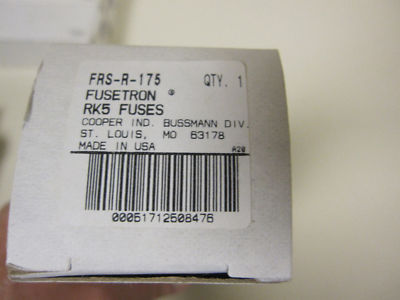 FRS-R-175 QTY. 1
FUSETRON ®
RK5 FUSES
COOPER IND. BUSSMANN DIV.
ST. LOUIS, MO 63178
MADE IN USA A20
00051712508476